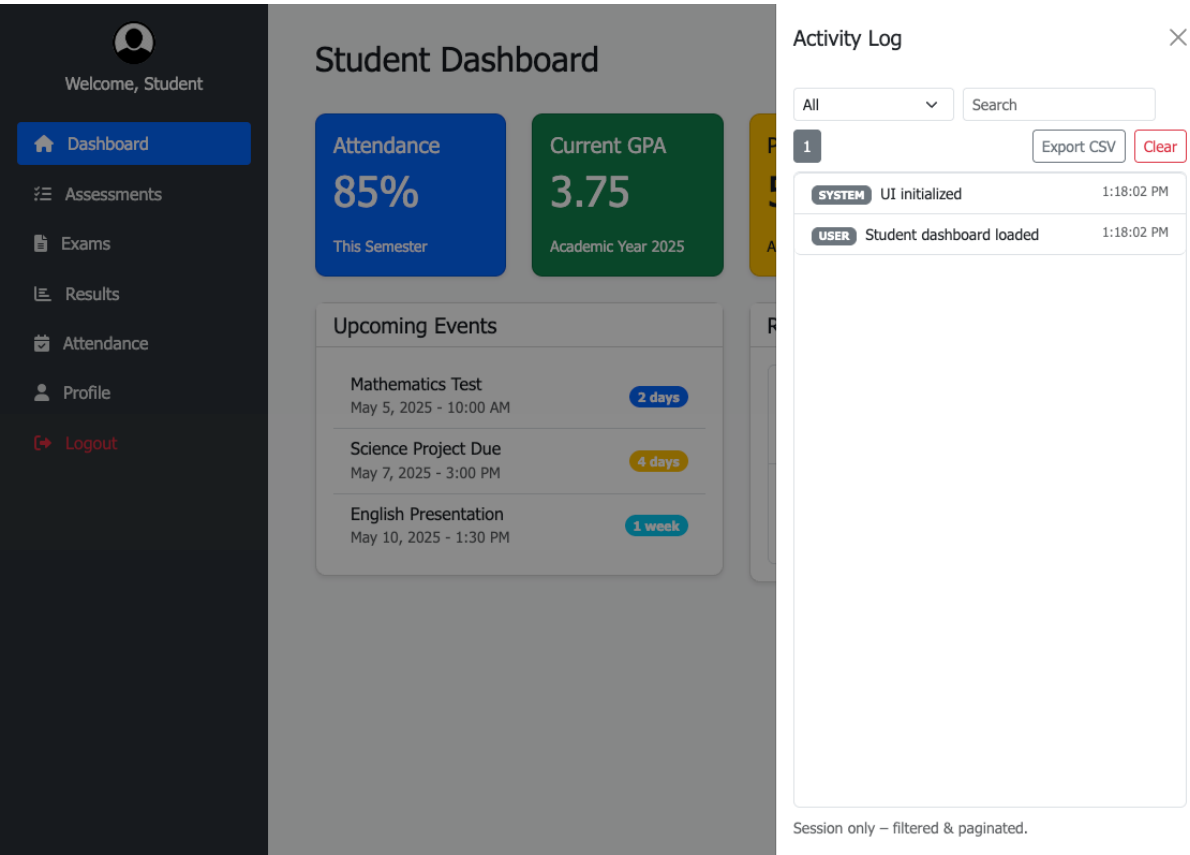 Welcome, Student
Dashboard
Assessments
Exams
Results
Attendance
Profile
Logout
Student Dashboard
Attendance
85%
This Semester
Current GPA
3.75
Academic Year 2025
Upcoming Events
Mathematics Test
May 5, 2025 - 10:00 AM
2 days
Science Project Due
May 7, 2025 - 3:00 PM
4 days
English Presentation
May 10, 2025 - 1:30 PM
1 week
Activity Log
All
Search
1
Export CSV
Clear
SYSTEM UI initialized 1:18:02 PM
USER Student dashboard loaded 1:18:02 PM
Session only – filtered & paginated.